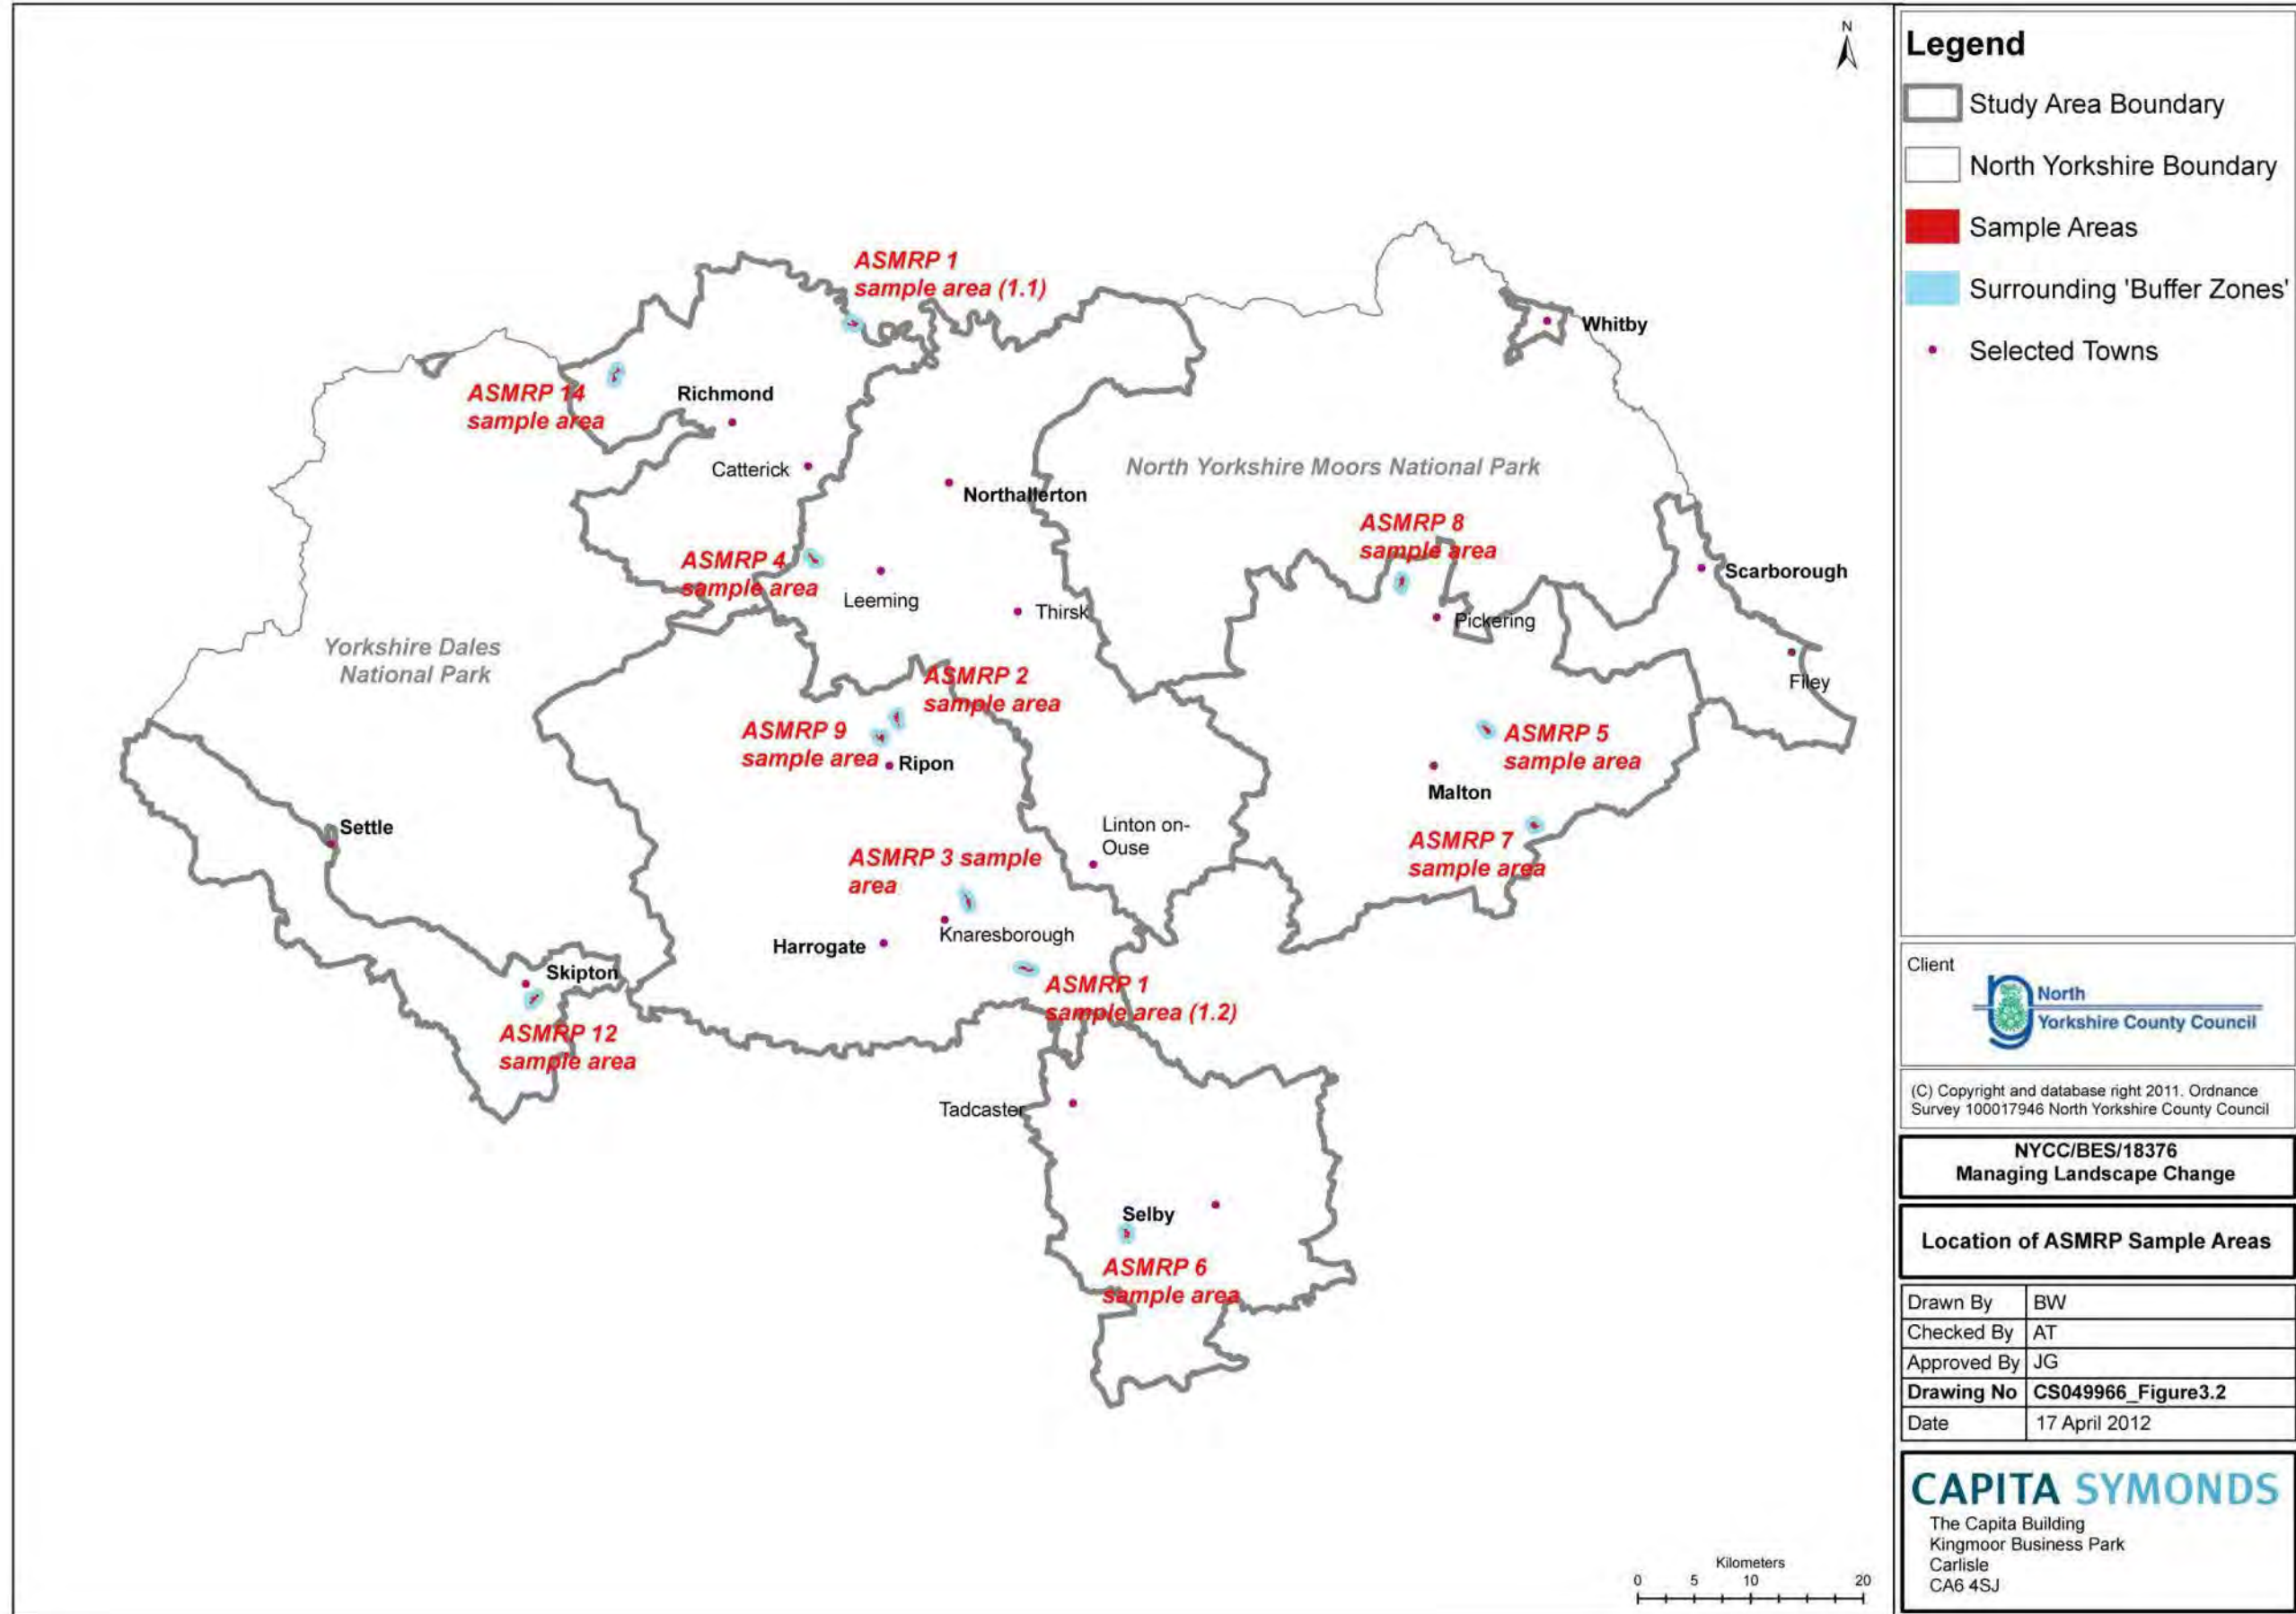 N
ASMRP 1
sample area (1.1)
Whitby
ASMRP 14
sample area
Richmond
Catterick
North Yorkshire Moors National Park
Northallerton
ASMRP 8
sample area
ASMRP 4
sample area
Leeming
Scarborough
Thirsk
Pickering
Yorkshire Dales
National Park
ASMRP 2
sample area
Filey
ASMRP 9
sample area
Ripon
ASMRP 5
sample area
Malton
Settle
Linton on-
Ouse
ASMRP 7
sample area
ASMRP 3 sample
area
Knaresborough
Harrogate
Skipton
ASMRP 1
sample area (1.2)
ASMRP 12
sample area
Tadcaster
Selby
ASMRP 6
sample area
Kilometers
0 5 10 20
Legend
Study Area Boundary
North Yorkshire Boundary
Sample Areas
Surrounding 'Buffer Zones'
Selected Towns
Client
North
Yorkshire County Council
(C) Copyright and database right 2011. Ordnance
Survey 100017946 North Yorkshire County Council
NYCC/BES/18376
Managing Landscape Change
Location of ASMRP Sample Areas
Drawn By BW
Checked By AT
Approved By JG
Drawing No CS049966_Figure3.2
Date 17 April 2012
CAPITA SYMONDS
The Capita Building
Kingmoor Business Park
Carlisle
CA6 4SJ